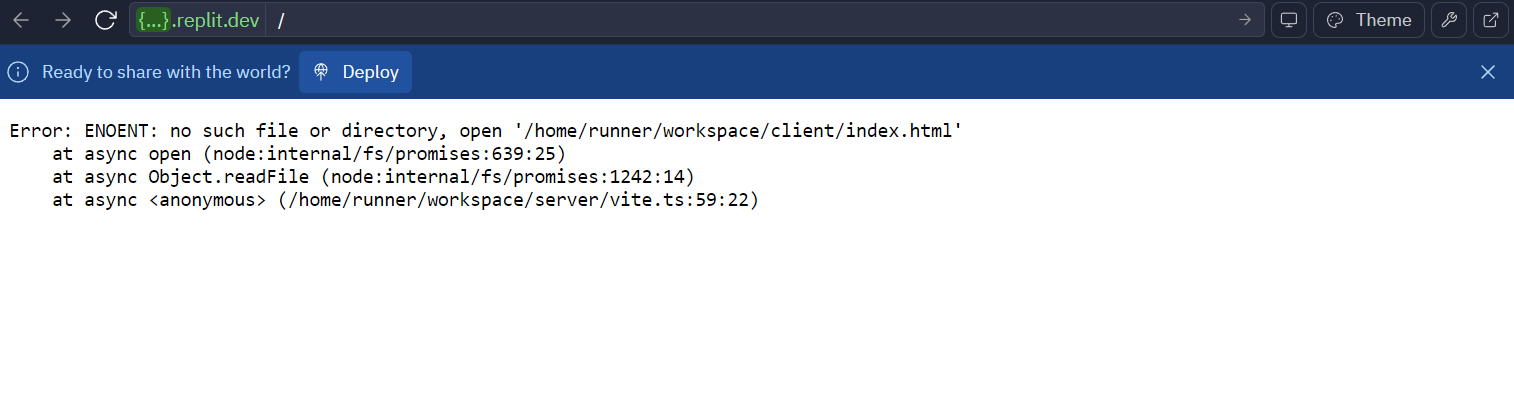 {...}.replit.dev / Theme
Ready to share with the world? Deploy
Error: ENOENT: no such file or directory, open '/home/runner/workspace/client/index.html'
    at async open (node:internal/fs/promises:639:25)
    at async Object.readFile (node:internal/fs/promises:1242:14)
    at async <anonymous> (/home/runner/workspace/server/vite.ts:59:22)